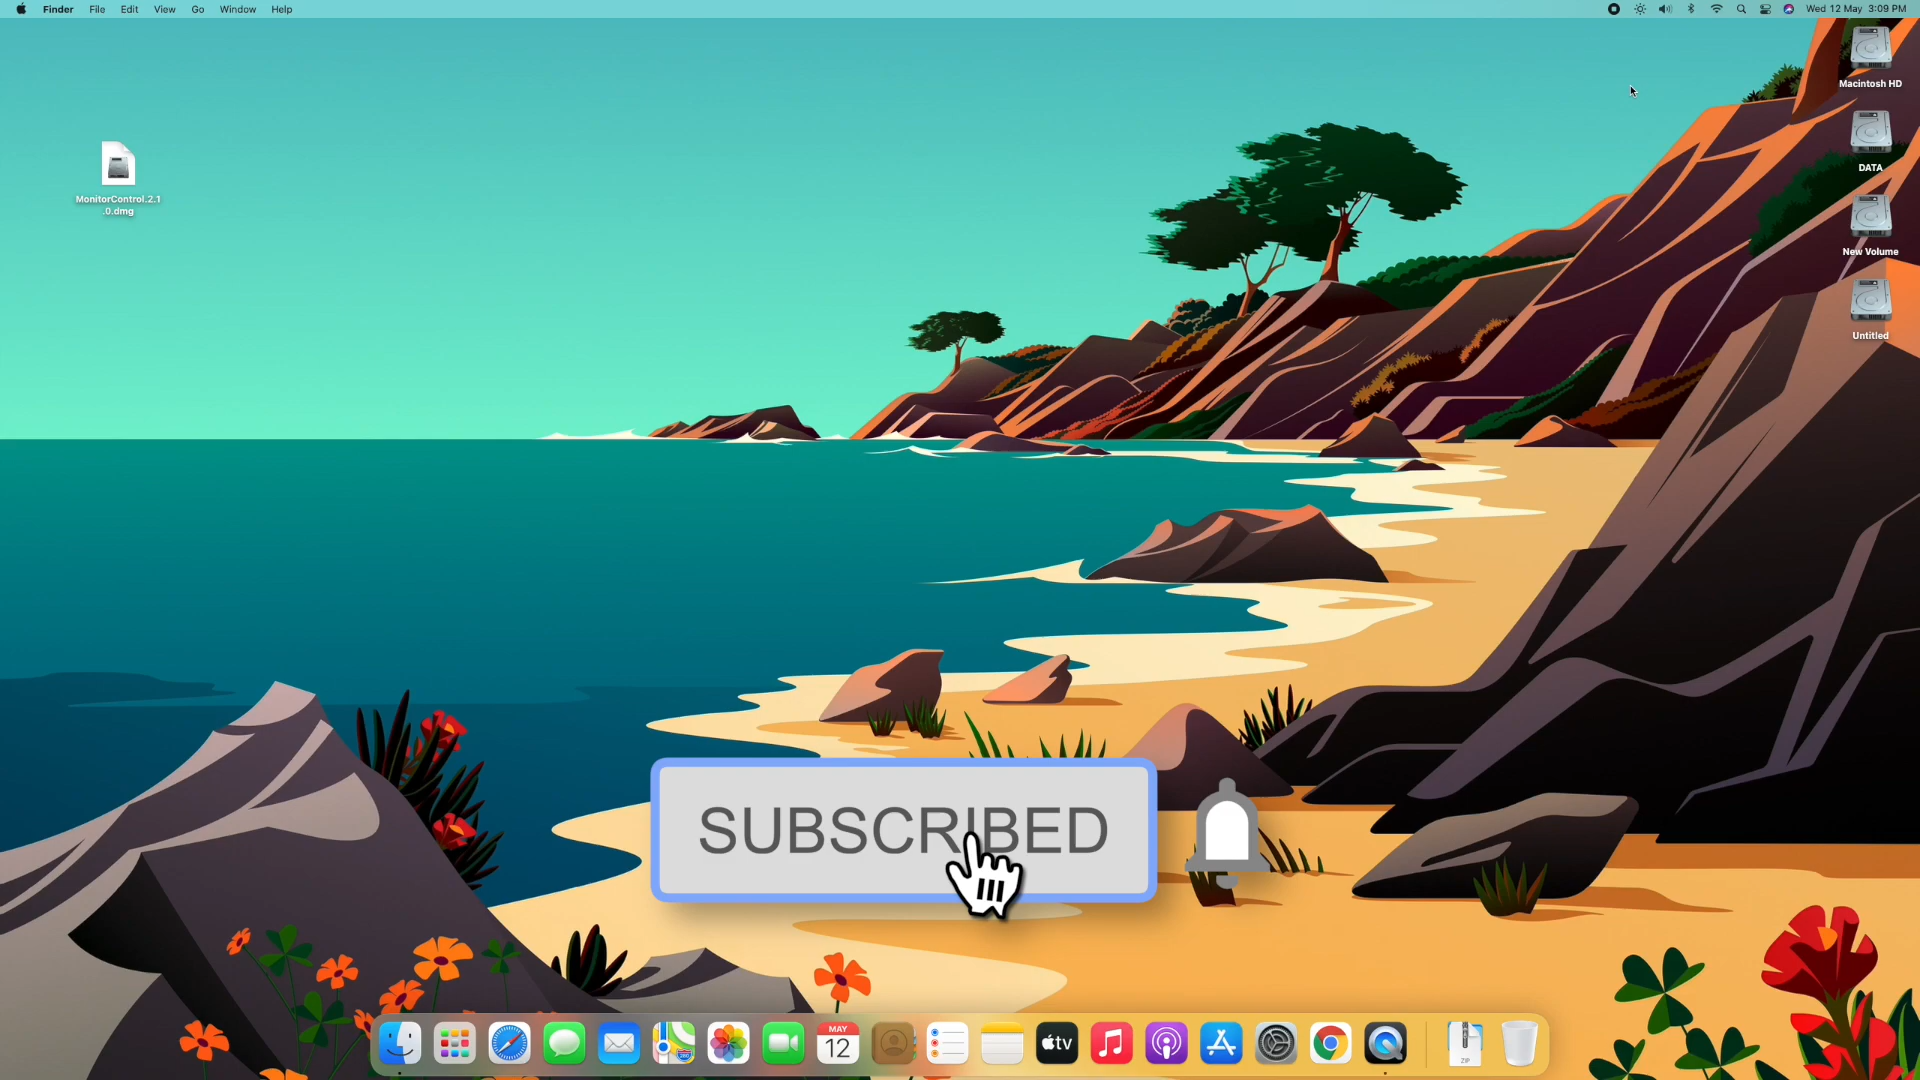 Finder File Edit View Go Window Help
Wed 12 May 3:09 PM
Macintosh HD
MonitorControl.2.1
.0.dmg
DATA
New Volume
Untitled
SUBSCRIBED
MAY
12
tv
ZIP